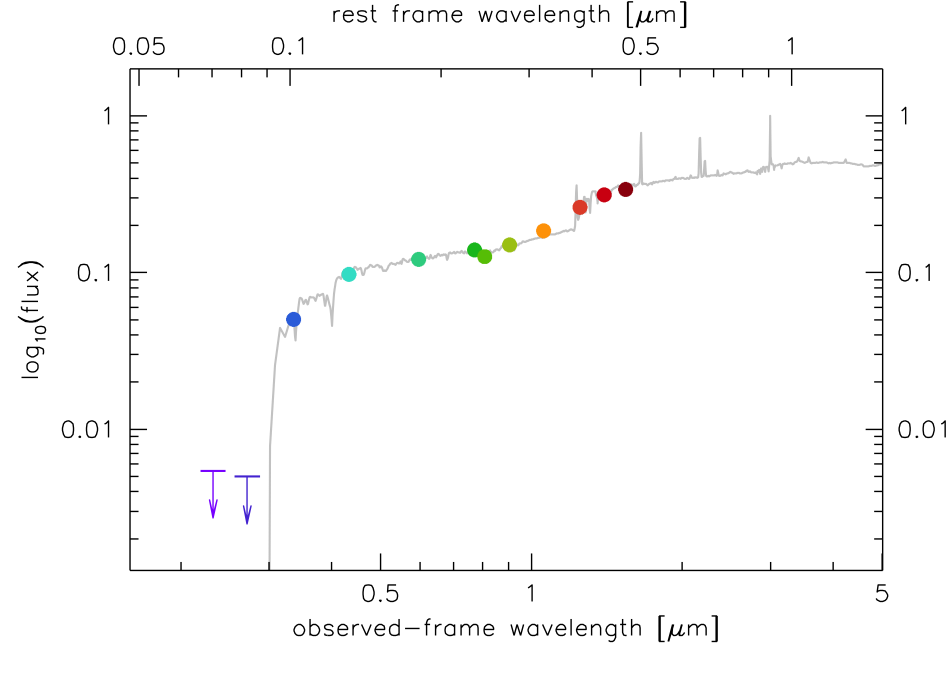 rest frame wavelength [μm]
0.05 0.1 0.5 1
1 1
0.1 0.1
0.01 0.01
log10(flux)
0.5 1 5
observed-frame wavelength [μm]